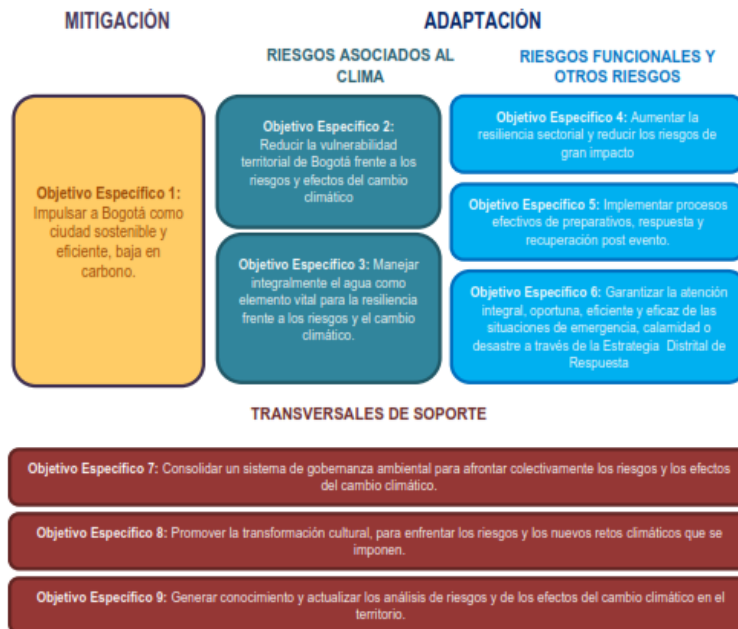 MITIGACIÓN
ADAPTACIÓN
RIESGOS ASOCIADOS AL
CLIMA
RIESGOS FUNCIONALES Y
OTROS RIESGOS
Objetivo Específico 1:
Impulsar a Bogotá como
ciudad sostenible y
eficiente, baja en
carbono.
Objetivo Específico 2:
Reducir la vulnerabilidad
territorial de Bogotá frente a los
riesgos y efectos del cambio
climático
Objetivo Específico 3: Manejar
integralmente el agua como
elemento vital para la resiliencia
frente a los riesgos y el cambio
climático.
Objetivo Específico 4: Aumentar la
resiliencia sectorial y reducir los riesgos de
gran impacto
Objetivo Específico 5: Implementar procesos
efectivos de preparativos, respuesta y
recuperación post evento.
Objetivo Específico 6: Garantizar la atención
integral, oportuna, eficiente y eficaz de las
situaciones de emergencia, calamidad o
desastre a través de la Estrategia Distrital de
Respuesta
TRANSVERSALES DE SOPORTE
Objetivo Específico 7: Consolidar un sistema de gobernanza ambiental para afrontar colectivamente los riesgos y los efectos
del cambio climático.
Objetivo Específico 8: Promover la transformación cultural, para enfrentar los riesgos y los nuevos retos climáticos que se
imponen.
Objetivo Específico 9: Generar conocimiento y actualizar los análisis de riesgos y de los efectos del cambio climático en el
territorio.